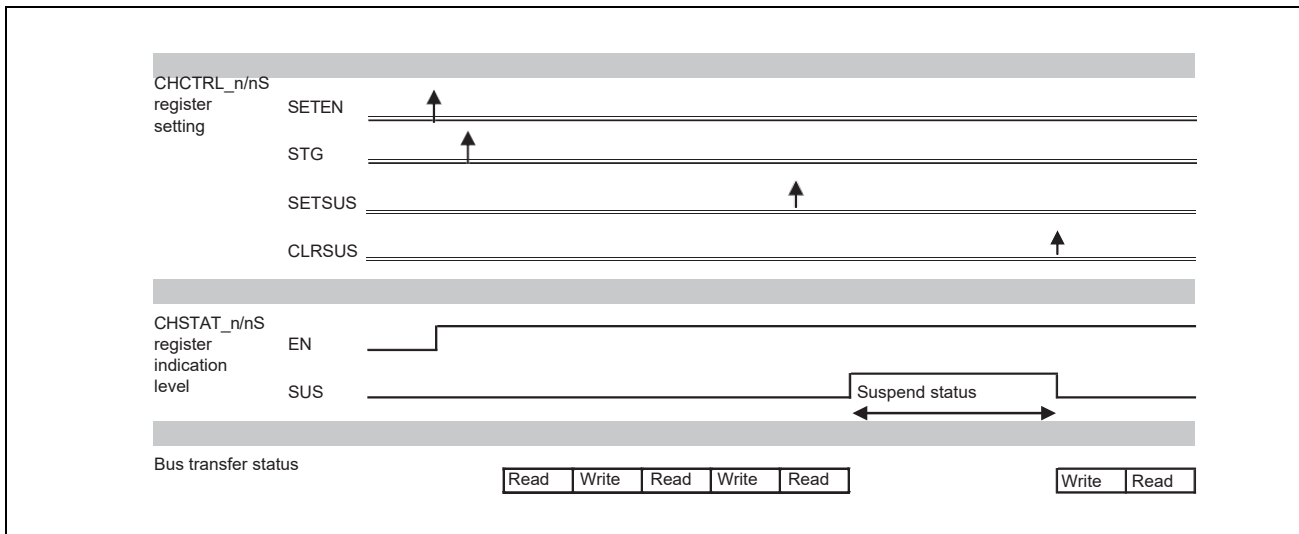 CHCTRL_n/nS
register
setting
SETEN
STG
SETSUS
CLRSUS
CHSTAT_n/nS
register
indication
level
EN
SUS
Suspend status
Bus transfer status
Read Write Read Write Read Write Read